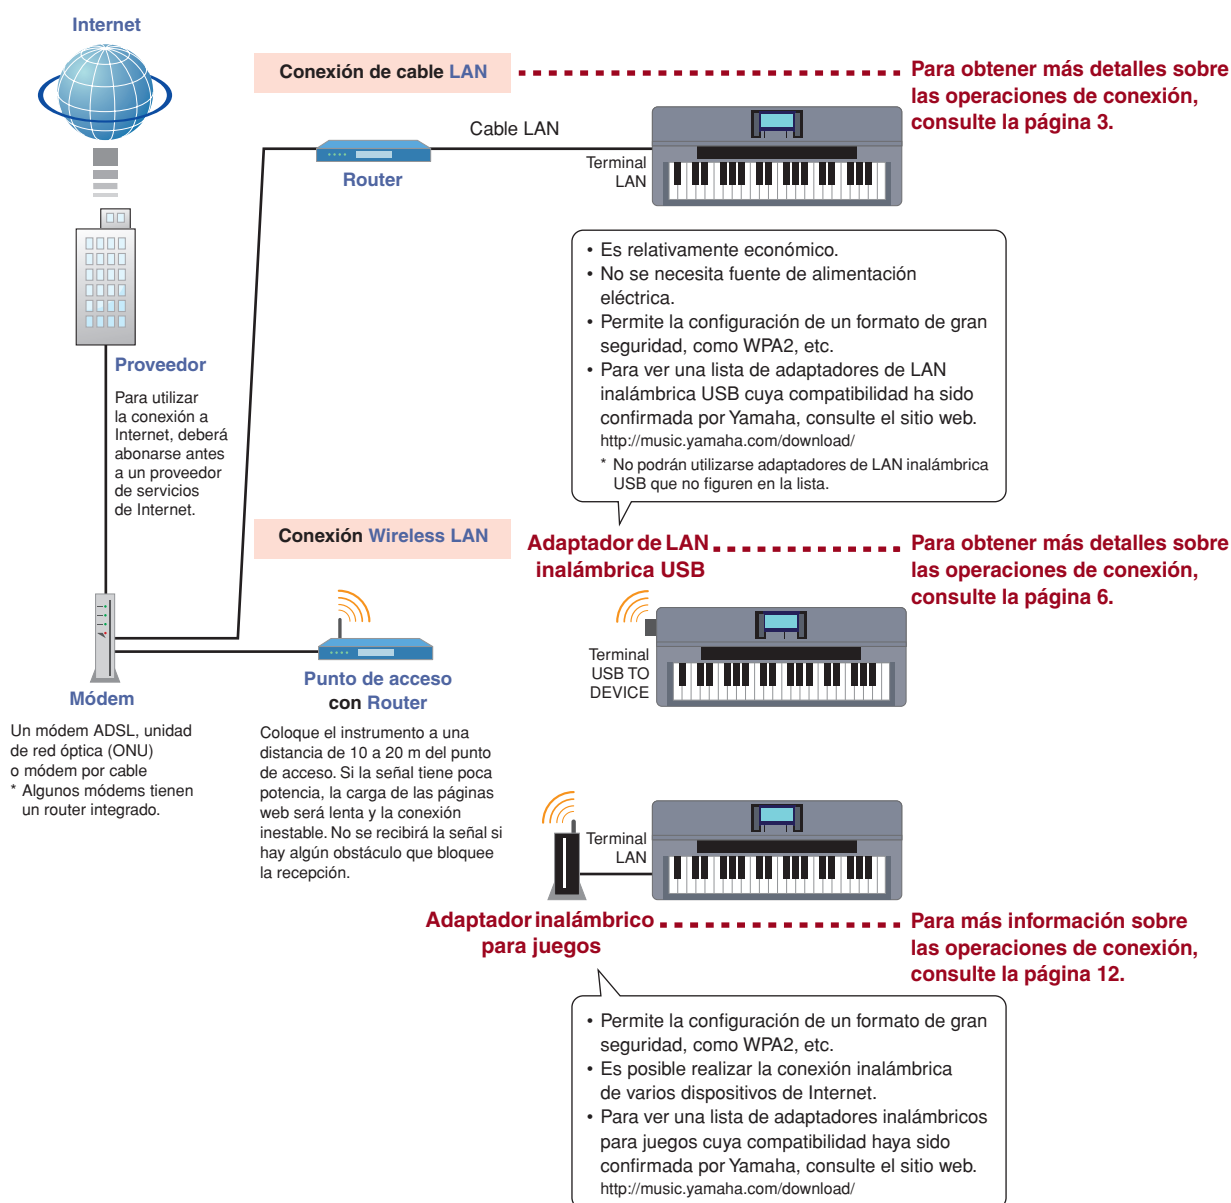 Internet
Conexión de cable LAN
Para obtener más detalles sobre
las operaciones de conexión,
consulte la página 3.
Cable LAN
Router
Terminal
LAN
• Es relativamente económico.
• No se necesita fuente de alimentación
eléctrica.
• Permite la configuración de un formato de gran
seguridad, como WPA2, etc.
• Para ver una lista de adaptadores de LAN
inalámbrica USB cuya compatibilidad ha sido
confirmada por Yamaha, consulte el sitio web.
http://music.yamaha.com/download/
* No podrán utilizarse adaptadores de LAN inalámbrica
USB que no figuren en la lista.
Proveedor
Para utilizar
la conexión a
Internet, deberá
abonarse antes
a un proveedor
de servicios
de Internet.
Conexión Wireless LAN
Adaptador de LAN
inalámbrica USB
Para obtener más detalles sobre
las operaciones de conexión,
consulte la página 6.
Terminal
USB TO
DEVICE
Módem
Un módem ADSL, unidad
de red óptica (ONU)
o módem por cable
* Algunos módems tienen
un router integrado.
Punto de acceso
con Router
Coloque el instrumento a una
distancia de 10 a 20 m del punto
de acceso. Si la señal tiene poca
potencia, la carga de las páginas
web será lenta y la conexión
inestable. No se recibirá la señal si
hay algún obstáculo que bloquee
la recepción.
Terminal
LAN
Adaptador inalámbrico
para juegos
Para más información sobre
las operaciones de conexión,
consulte la página 12.
• Permite la configuración de un formato de gran
seguridad, como WPA2, etc.
• Es posible realizar la conexión inalámbrica
de varios dispositivos de Internet.
• Para ver una lista de adaptadores inalámbricos
para juegos cuya compatibilidad haya sido
confirmada por Yamaha, consulte el sitio web.
http://music.yamaha.com/download/